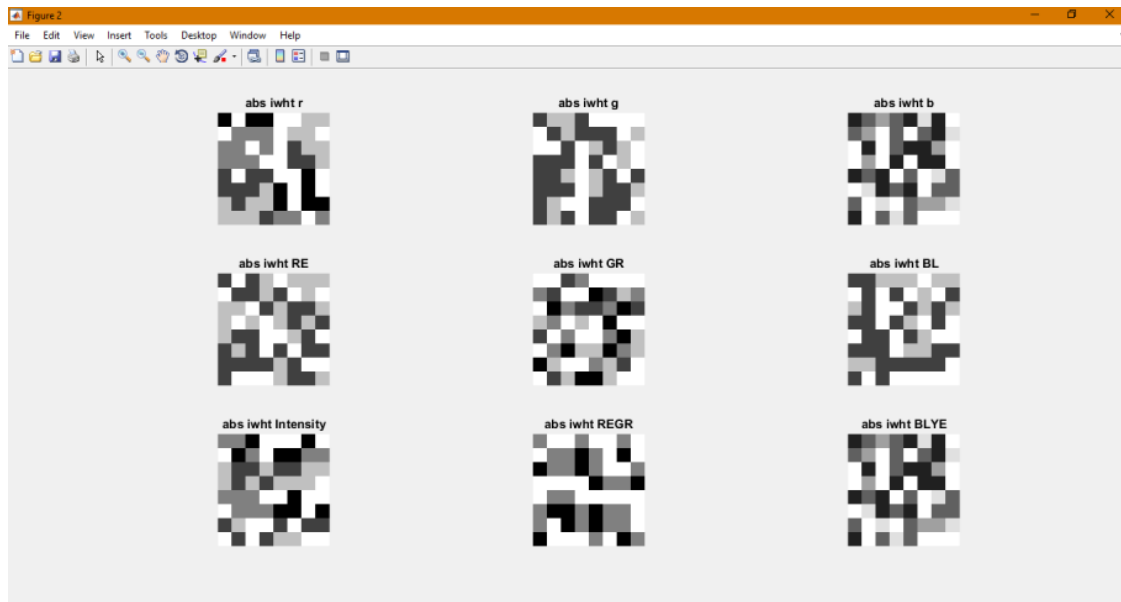 Figure 2
File Edit View Insert Tools Desktop Window Help
abs iwht r
abs iwht g
abs iwht b
abs iwht RE
abs iwht GR
abs iwht BL
abs iwht Intensity
abs iwht REGR
abs iwht BLYE